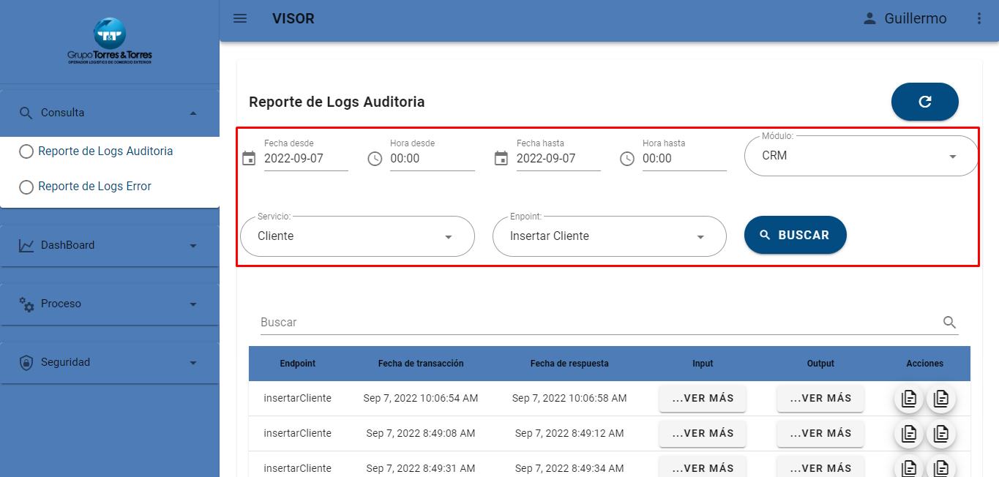 VISOR
Guillermo
T&T
Grupo Torres & Torres
OPERADOR LOGISTICO DE COMERCIO EXTERIOR
Consulta
Reporte de Logs Auditoria
Reporte de Logs Error
DashBoard
Proceso
Seguridad
Reporte de Logs Auditoria
Fecha desde
2022-09-07
Hora desde
00:00
Fecha hasta
2022-09-07
Hora hasta
00:00
Módulo:
CRM
Servicio:
Cliente
Enpoint:
Insertar Cliente
BUSCAR
Buscar
Endpoint Fecha de transacción Fecha de respuesta Input Output Acciones
insertarCliente Sep 7, 2022 10:06:54 AM Sep 7, 2022 10:06:58 AM ...VER MÁS ...VER MÁS
insertarCliente Sep 7, 2022 8:49:08 AM Sep 7, 2022 8:49:12 AM ...VER MÁS ...VER MÁS
insertarCliente Sep 7, 2022 8:49:31 AM Sep 7, 2022 8:49:34 AM ...VER MÁS ...VER MÁS